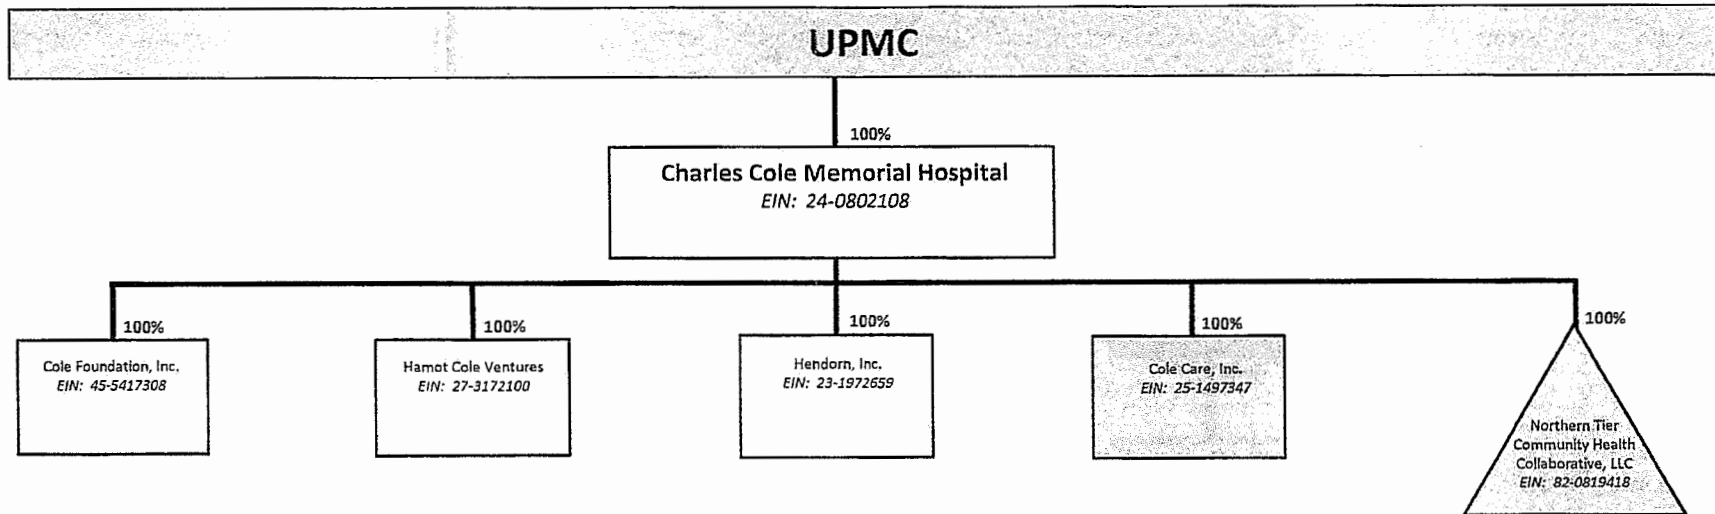 UPMC
100%
Charles Cole Memorial Hospital
EIN: 24-0802108
100%
Cole Foundation, Inc.
EIN: 45-5417308
100%
Hamot Cole Ventures
EIN: 27-3172100
100%
Hendorn, Inc.
EIN: 23-1972659
100%
Cole Care, Inc.
EIN: 25-1497347
100%
Northern Tier
Community Health
Collaborative, LLC
EIN: 82-0819418